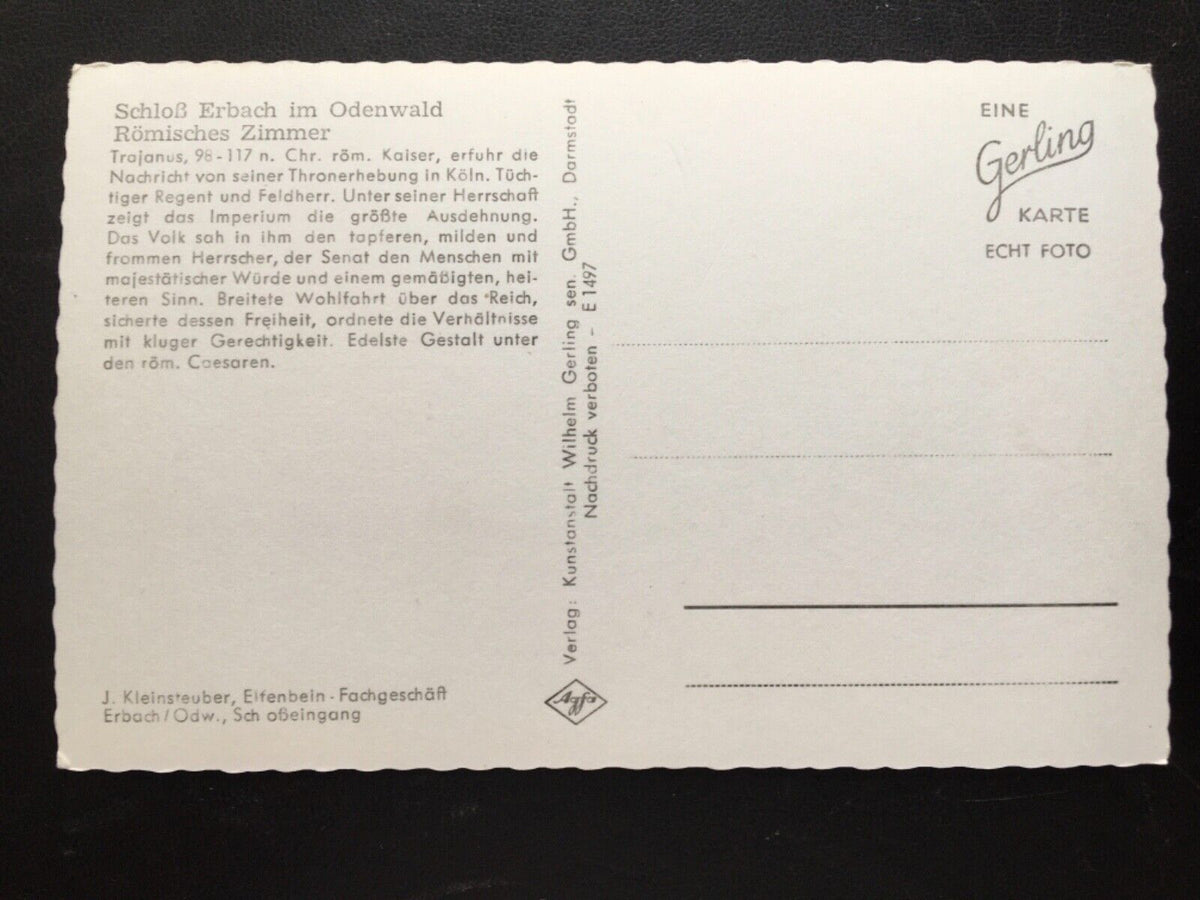 Schloß Erbach im Odenwald
Römisches Zimmer
Trajanus, 98-117 n. Chr. röm. Kaiser, erfuhr die
Nachricht von seiner Thronerhebung in Köln. Tüch-
tiger Regent und Feldherr. Unter seiner Herrschaft
zeigt das Imperium die größte Ausdehnung.
Das Volk sah in ihm den tapferen, milden und
frommen Herrscher, der Senat den Menschen mit
majestätischer Würde und einem gemäßigten, hei-
teren Sinn. Breitete Wohlfahrt über das Reich,
sicherte dessen Freiheit, ordnete die Verhältnisse
mit kluger Gerechtigkeit. Edelste Gestalt unter
den röm. Caesaren.
J. Kleinsteuber, Elfenbein - Fachgeschäft
Erbach / Odw., Sch oßeingang
Verlag: Kunstanstalt Wilhelm Gerling sen. GmbH., Darmstadt
Nachdruck verboten - E 1497
Agfa
EINE
Gerling
KARTE
ECHT FOTO